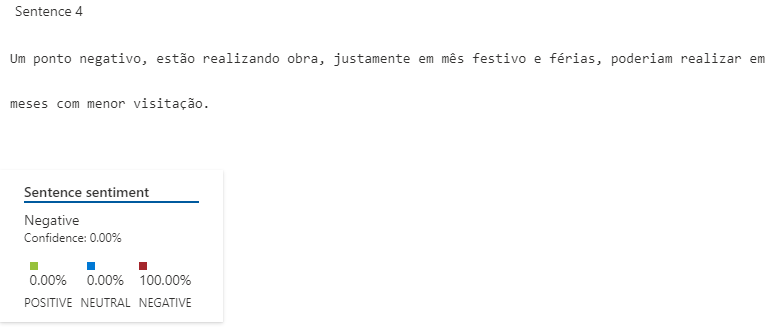 Sentence 4
Um ponto negativo, estão realizando obra, justamente em mês festivo e férias, poderiam realizar em
meses com menor visitação.
Sentence sentiment
Negative
Confidence: 0.00%
0.00% 0.00% 100.00%
POSITIVE NEUTRAL NEGATIVE